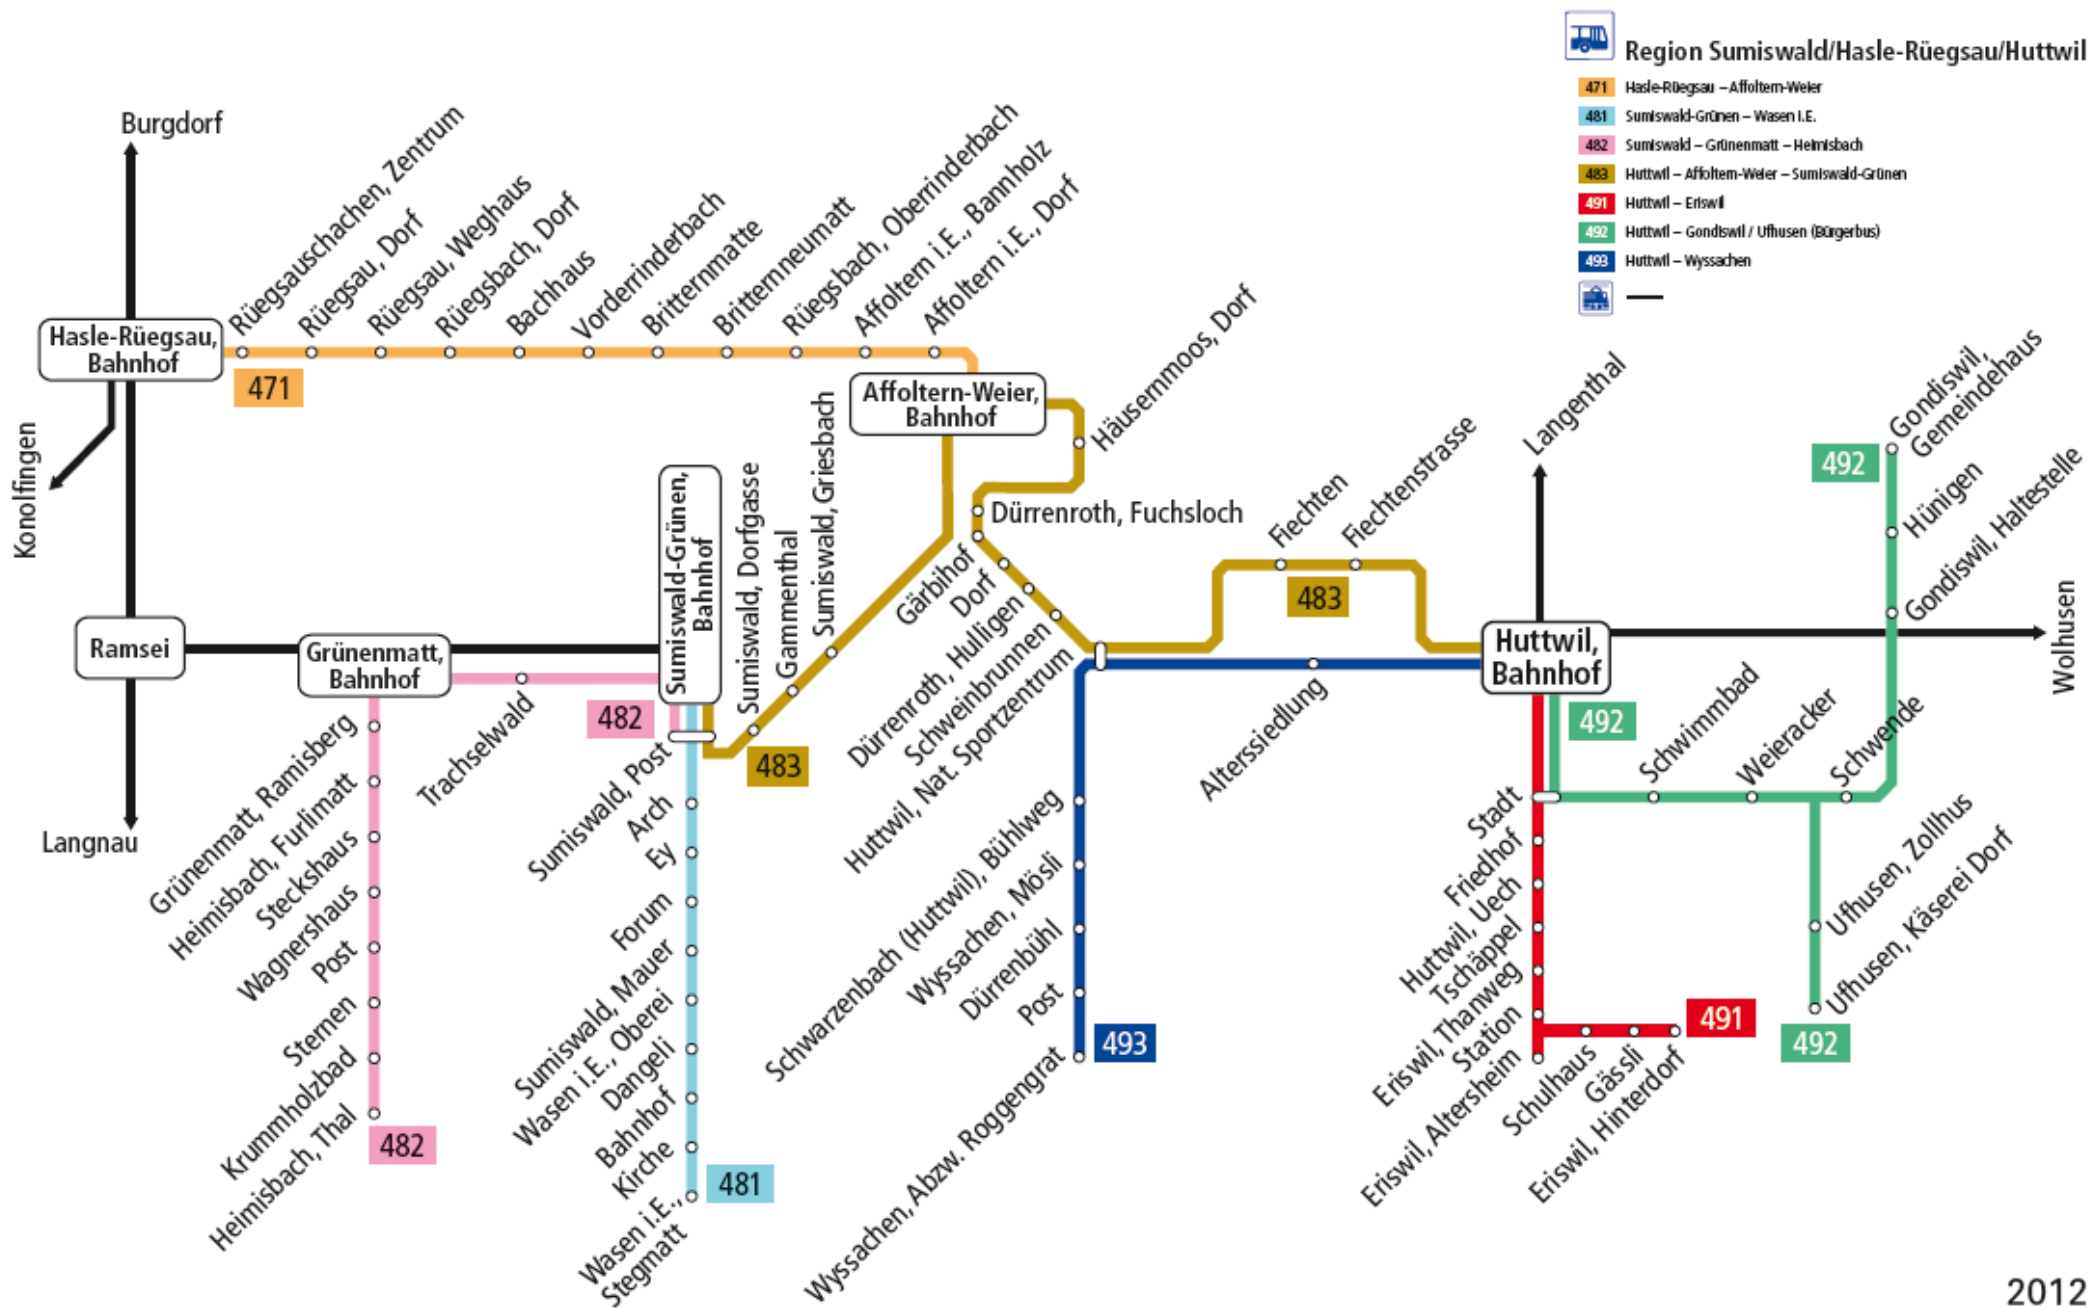 Region Sumiswald/Hasle-Rüegsau/Huttwil
471 Hasle-Rüegsau – Affoltern-Weier
481 Sumiswald-Grünen – Wasen i.E.
482 Sumiswald – Grünenmatt – Heimisbach
483 Huttwil – Affoltern-Weier – Sumiswald-Grünen
491 Huttwil – Eriswil
492 Huttwil – Gondiswil / Ufhusen (Bürgerbus)
493 Huttwil – Wyssachen
Burgdorf
Rüegsauschachen, Zentrum
Rüegsau, Dorf
Rüegsau, Weghaus
Rüegsbach, Dorf
Bachhaus
Vorderrinderbach
Britternmatte
Britterneumatt
Rüegsbach, Oberrinderbach
Affoltern i.E., Bannholz
Affoltern i.E., Dorf
Hasle-Rüegsau,
Bahnhof
471
Konolfingen
Affoltern-Weier,
Bahnhof
Häusernmoos, Dorf
Dürrenroth, Fuchsloch
Gärbihof
Dorf
Dürrenroth, Hulligen
Schweinbrunnen
Huttwil, Nat. Sportzentrum
Fiechten
Fiechtenstrasse
483
Langenthal
492
Gondiswil,
Gemeindehaus
Hünigen
Gondiswil, Haltestelle
Wolhusen
Ramsei
Grünenmatt,
Bahnhof
Sumiswald-Grünen,
Bahnhof
Sumiswald, Dorfgasse
Gammenthal
Sumiswald, Griesbach
483
Huttwil,
Bahnhof
Langnau
Trachselwald
482
Grünenmatt, Ramisberg
Heimisbach, Furlimatt
Steckshaus
Wagnershaus
Post
Sternen
Krummholzbad
Heimisbach, Thal
482
Sumiswald, Post
Arch
Ey
Forum
Sumiswald, Mauer
Wasen i.E., Oberei
Dangeli
Bahnhof
Kirche
Wasen i.E.,
Stegmatt
481
Alterssiedlung
Schwarzenbach (Huttwil), Bühlweg
Wyssachen, Mösli
Dürrenbühl
Post
Wyssachen, Abzw. Roggengrat
493
492
Schwimmbad
Weieracker
Schwende
Ufhusen, Zollhus
Ufhusen, Käserei Dorf
492
Stadt
Friedhof
Huttwil, Uech
Tschäppel
Eriswil, Thanweg
Station
Eriswil, Altersheim
Schulhaus
Gässli
Eriswil, Hinterdorf
491
2012